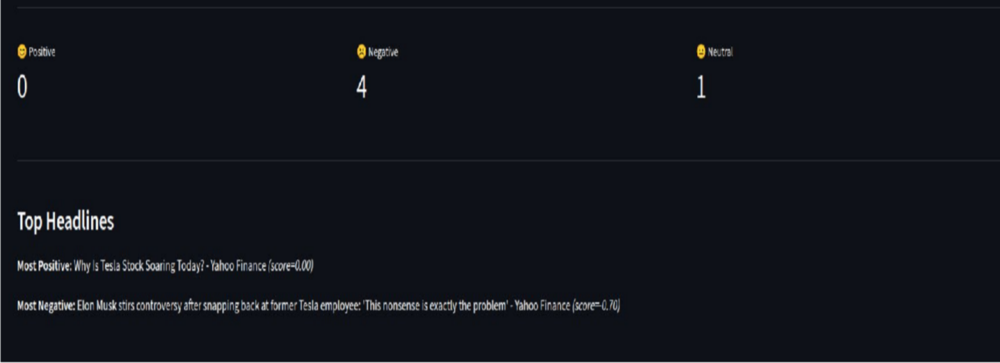 😊 Positive
☹️ Negative
😐 Neutral
0
4
1
Top Headlines
Most Positive: Why Is Tesla Stock Soaring Today? - Yahoo Finance (score=0.00)
Most Negative: Elon Musk stirs controversy after snapping back at former Tesla employee: 'This nonsense is exactly the problem' - Yahoo Finance (score=-0.70)